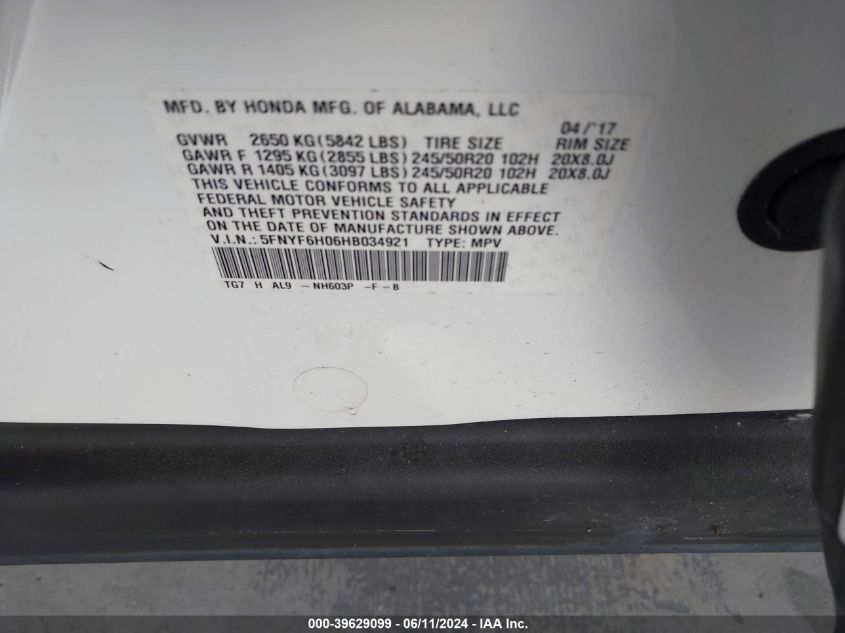 MFD. BY HONDA MFG. OF ALABAMA, LLC
04/'17
GVWR 2650 KG(5842 LBS) TIRE SIZE RIM SIZE
GAWR F 1295 KG(2855 LBS) 245/50R20 102H 20X8.0J
GAWR R 1405 KG(3097 LBS) 245/50R20 102H 20X8.0J
THIS VEHICLE CONFORMS TO ALL APPLICABLE
FEDERAL MOTOR VEHICLE SAFETY
AND THEFT PREVENTION STANDARDS IN EFFECT
ON THE DATE OF MANUFACTURE SHOWN ABOVE.
V.I.N.: 5FNYF6H06HB034921 TYPE: MPV
TG7 H AL9 -NH603P -F-B
000-39629099 - 06/11/2024 - © IAA Inc.